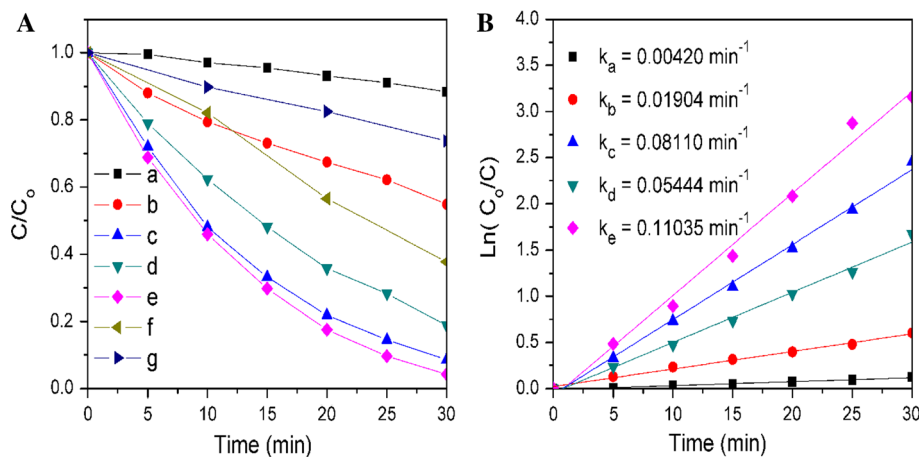 A
C/Co
1.0
0.8
0.6
0.4
0.2
0.0
a
b
c
d
e
f
g
0 5 10 15 20 25 30
Time (min)
B
Ln( Co/C)
4.0
3.5
3.0
2.5
2.0
1.5
1.0
0.5
0.0
ka = 0.00420 min-1
kb = 0.01904 min-1
kc = 0.08110 min-1
kd = 0.05444 min-1
ke = 0.11035 min-1
0 5 10 15 20 25 30
Time (min)